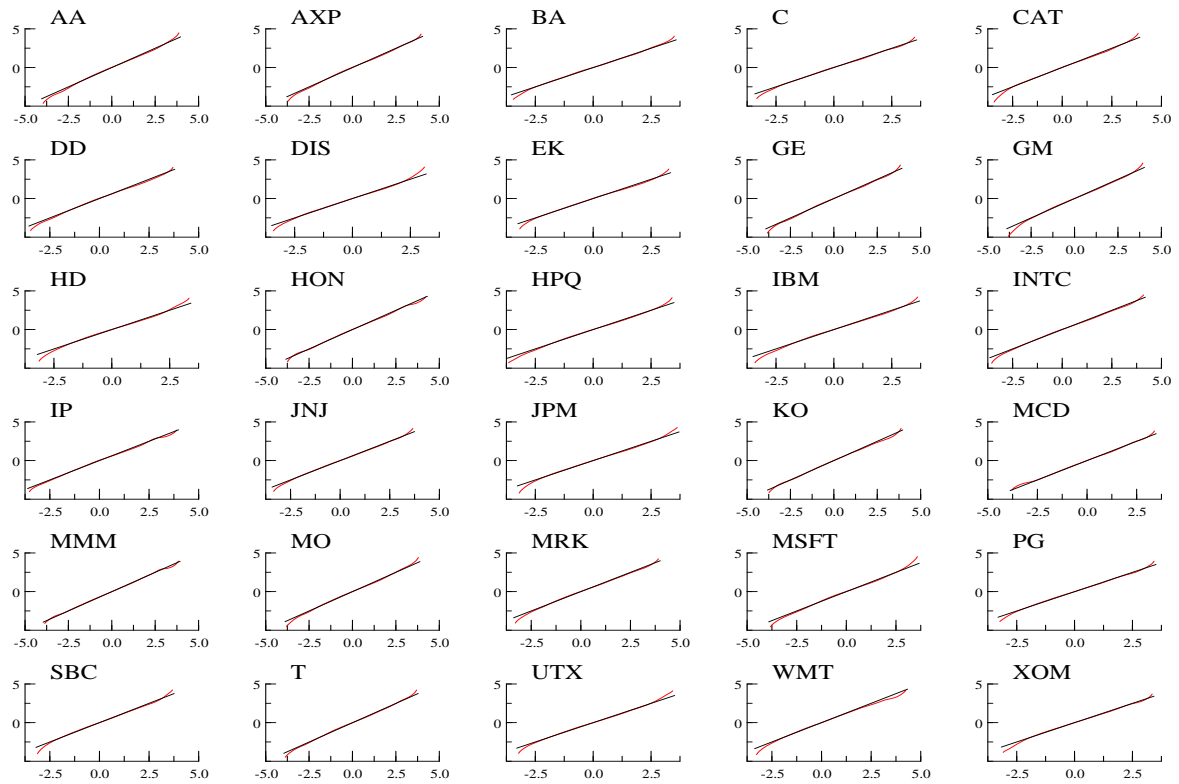 AA AXP BA C CAT
5 5 5 5 5
0 0 0 0 0
-5.0 -2.5 0.0 2.5 5.0 -5.0 -2.5 0.0 2.5 5.0 -2.5 0.0 2.5 -2.5 0.0 2.5 -2.5 0.0 2.5 5.0
DD DIS EK GE GM
5 5 5 5 5
0 0 0 0 0
-2.5 0.0 2.5 5.0 -2.5 0.0 2.5 -2.5 0.0 2.5 -5.0 -2.5 0.0 2.5 5.0 -5.0 -2.5 0.0 2.5 5.0
HD HON HPQ IBM INTC
5 5 5 5 5
0 0 0 0 0
-2.5 0.0 2.5 -5.0 -2.5 0.0 2.5 5.0 -2.5 0.0 2.5 -2.5 0.0 2.5 -2.5 0.0 2.5 5.0
IP JNJ JPM KO MCD
5 5 5 5 5
0 0 0 0 0
-2.5 0.0 2.5 5.0 -2.5 0.0 2.5 5.0 -2.5 0.0 2.5 -5.0 -2.5 0.0 2.5 5.0 -5.0 -2.5 0.0 2.5
MMM MO MRK MSFT PG
5 5 5 5 5
0 0 0 0 0
-5.0 -2.5 0.0 2.5 5.0 -5.0 -2.5 0.0 2.5 5.0 -2.5 0.0 2.5 5.0 -5.0 -2.5 0.0 2.5 -2.5 0.0 2.5
SBC T UTX WMT XOM
5 5 5 5 5
0 0 0 0 0
-2.5 0.0 2.5 5.0 -2.5 0.0 2.5 5.0 -2.5 0.0 2.5 -2.5 0.0 2.5 5.0 -2.5 0.0 2.5